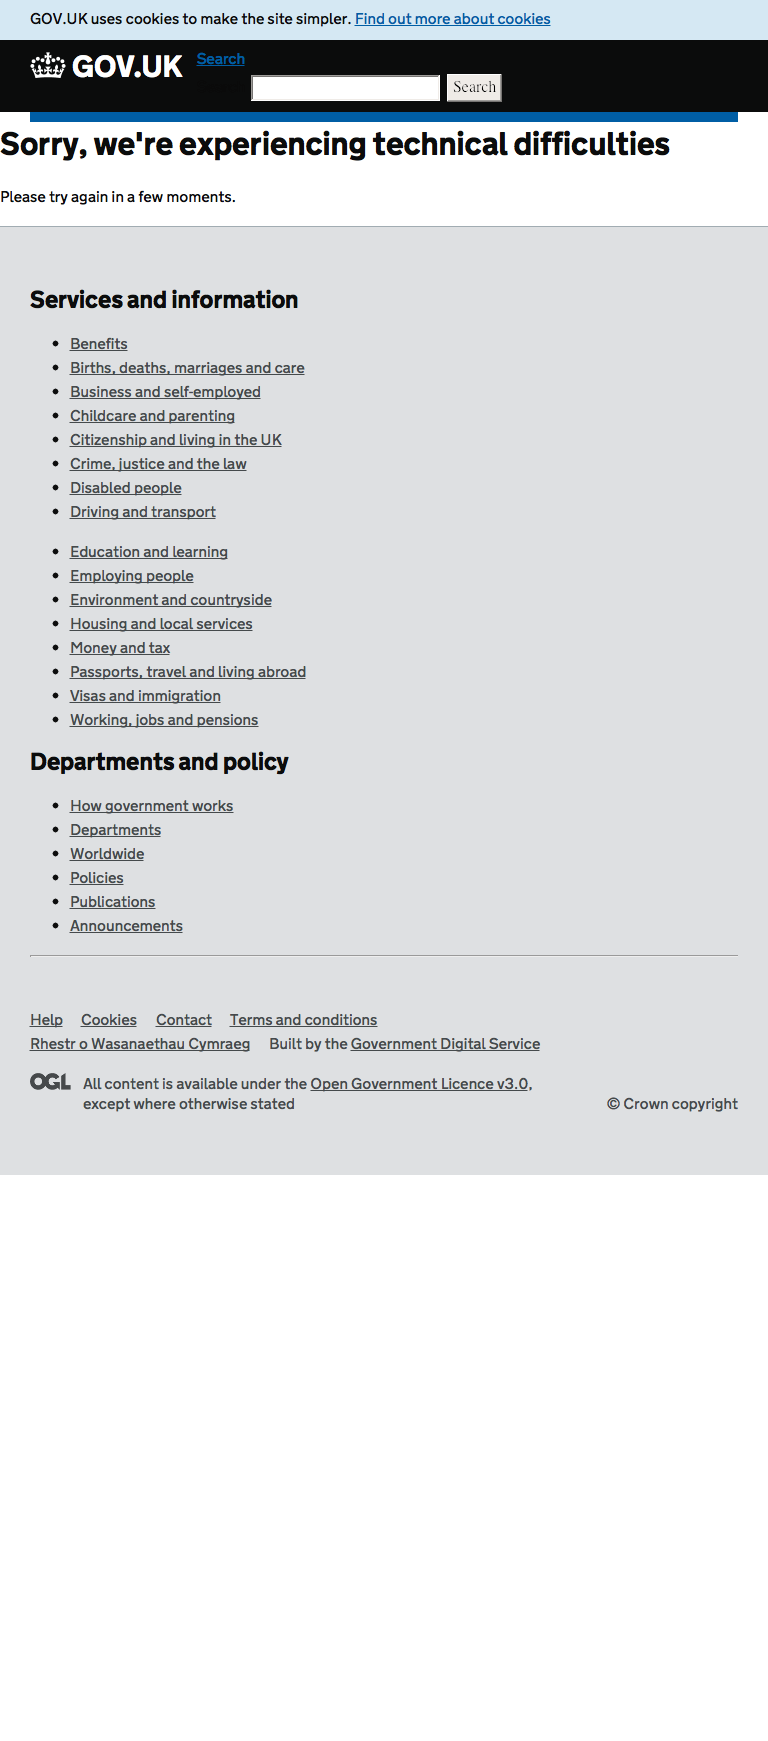 GOV.UK uses cookies to make the site simpler. Find out more about cookies
GOV.UK
Search
Search
Sorry, we're experiencing technical difficulties
Please try again in a few moments.
Services and information
Benefits
Births, deaths, marriages and care
Business and self-employed
Childcare and parenting
Citizenship and living in the UK
Crime, justice and the law
Disabled people
Driving and transport
Education and learning
Employing people
Environment and countryside
Housing and local services
Money and tax
Passports, travel and living abroad
Visas and immigration
Working, jobs and pensions
Departments and policy
How government works
Departments
Worldwide
Policies
Publications
Announcements
Help Cookies Contact Terms and conditions
Rhestr o Wasanaethau Cymraeg Built by the Government Digital Service
OGL All content is available under the Open Government Licence v3.0,
except where otherwise stated © Crown copyright